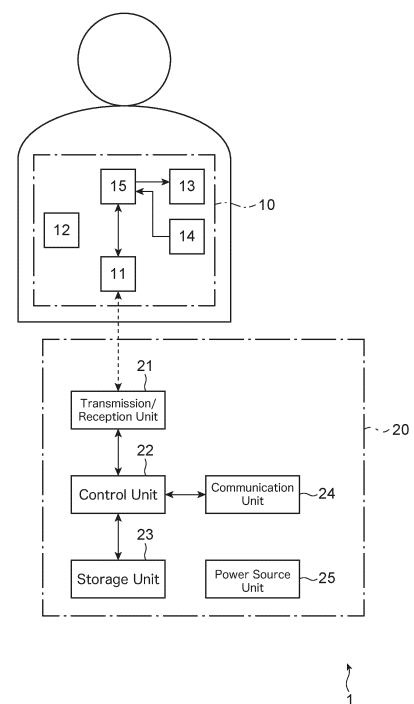 15
13
10
12
14
11
21
Transmission/
Reception Unit
20
22
Control Unit
Communication
Unit
24
23
Storage Unit
Power Source
Unit
25
1